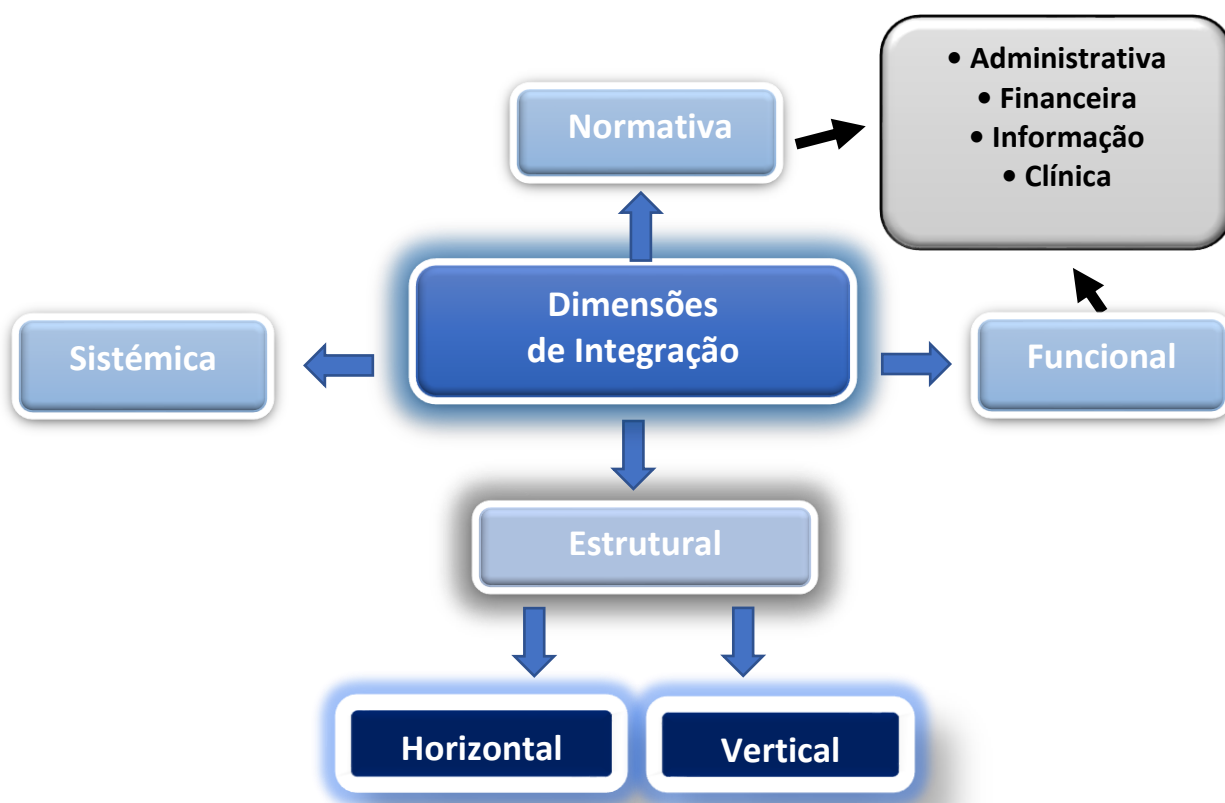 • Administrativa
• Financeira
• Informação
• Clínica
Normativa
Dimensões
de Integração
Sistémica
Funcional
Estrutural
Horizontal
Vertical